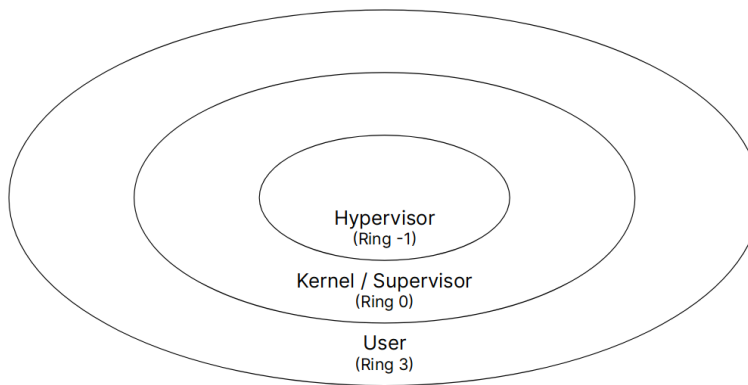 Hypervisor
(Ring -1)
Kernel / Supervisor
(Ring 0)
User
(Ring 3)